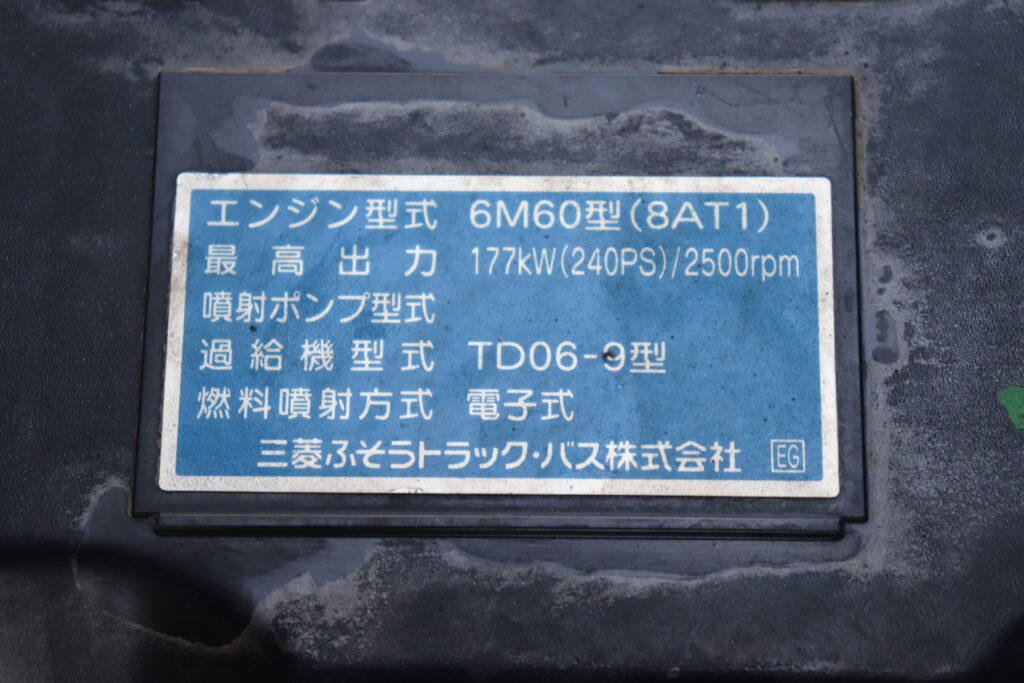 エンジン型式 6M60型(8AT1)
最高出力 177kW(240PS)/2500rpm
噴射ポンプ型式
過給機型式 TD06-9型
燃料噴射方式 電子式
三菱ふそうトラック・バス株式会社 EG